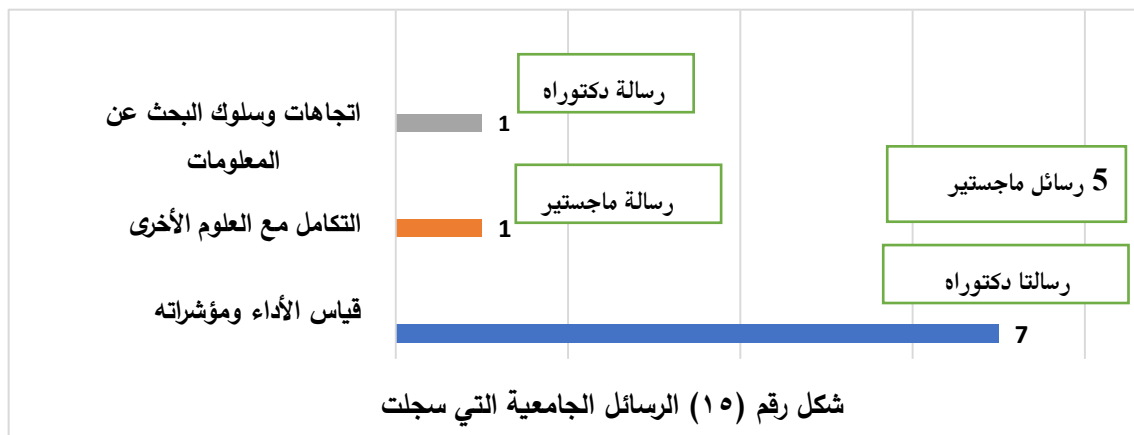 رسالة دكتوراه
اتجاهات وسلوك البحث عن
المعلومات
1
5 رسائل ماجستير
رسالة ماجستير
التكامل مع العلوم الأخرى
1
رسالتا دكتوراه
قياس الأداء ومؤشراته
7
شكل رقم (١٥) الرسائل الجامعية التي سجلت